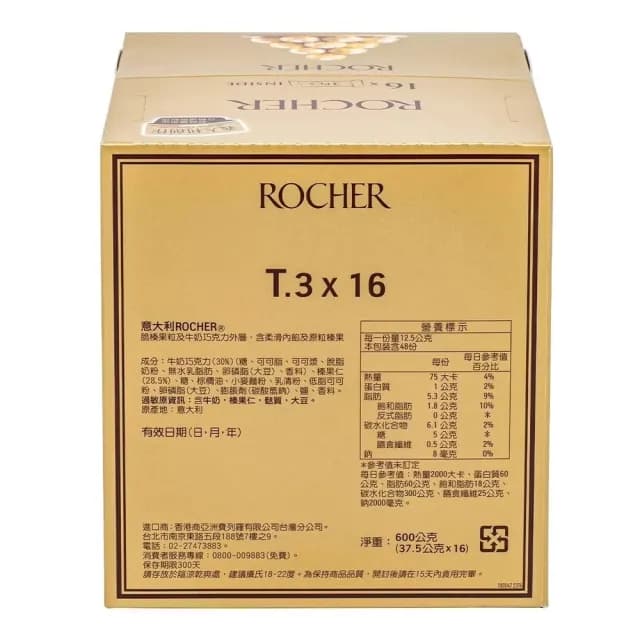 ROCHER
16 x T3 INSIDE
ROCHER
ROCHER
T.3 x 16
意大利ROCHER®
脆榛果粒及牛奶巧克力外層,含柔滑內餡及原粒榛果
成分:牛奶巧克力(30%)(糖、可可脂、可可漿、脫脂
奶粉、無水乳脂肪、卵磷脂(大豆)、香料)、榛果仁
(28.5%)、糖、棕櫚油、小麥麵粉、乳清粉、低脂可可
粉、卵磷脂(大豆)、膨脹劑(碳酸氫鈉)、鹽、香料。
過敏原資訊:含牛奶、榛果仁、麩質、大豆。
原產地:意大利
有效日期(日・月・年)
營養標示
每一份量12.5公克
本包裝含48份
每份 每日參考值百分比
熱量 75 大卡 4%
蛋白質 1 公克 2%
脂肪 5.3 公克 9%
飽和脂肪 1.8 公克 10%
反式脂肪 0 公克 *
碳水化合物 6.1 公克 2%
糖 5 公克 *
膳食纖維 0.5 公克 2%
鈉 8 毫克 0%
*參考值未訂定
每日參考值:熱量2000大卡、蛋白質60
公克、脂肪60公克、飽和脂肪18公克、
碳水化合物300公克、膳食纖維25公克、
鈉2000毫克。
進口商:香港商亞洲費列羅有限公司台灣分公司。
台北市南京東路五段188號7樓之9。
電話:02-27473883。
消費者服務專線:0800-009883(免費)。
保存期限300天
請存放於陰涼乾爽處,建議攝氏18-22度。為保持商品品質,開封後請在15天內食用完畢。
淨重:600公克
(37.5公克x16)